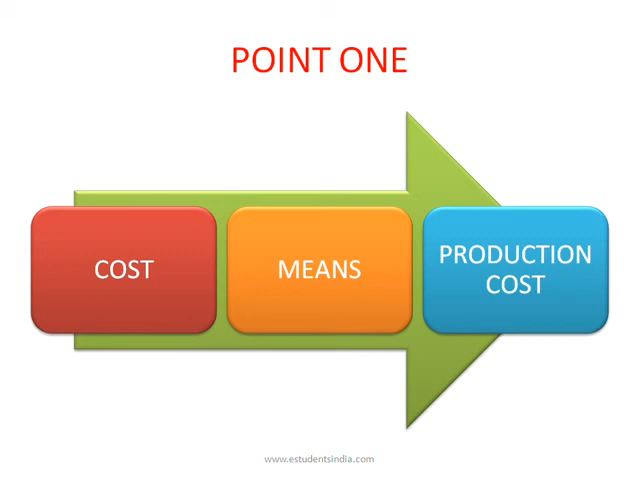 POINT ONE
COST
MEANS
PRODUCTION
COST
www.estudentsindia.com